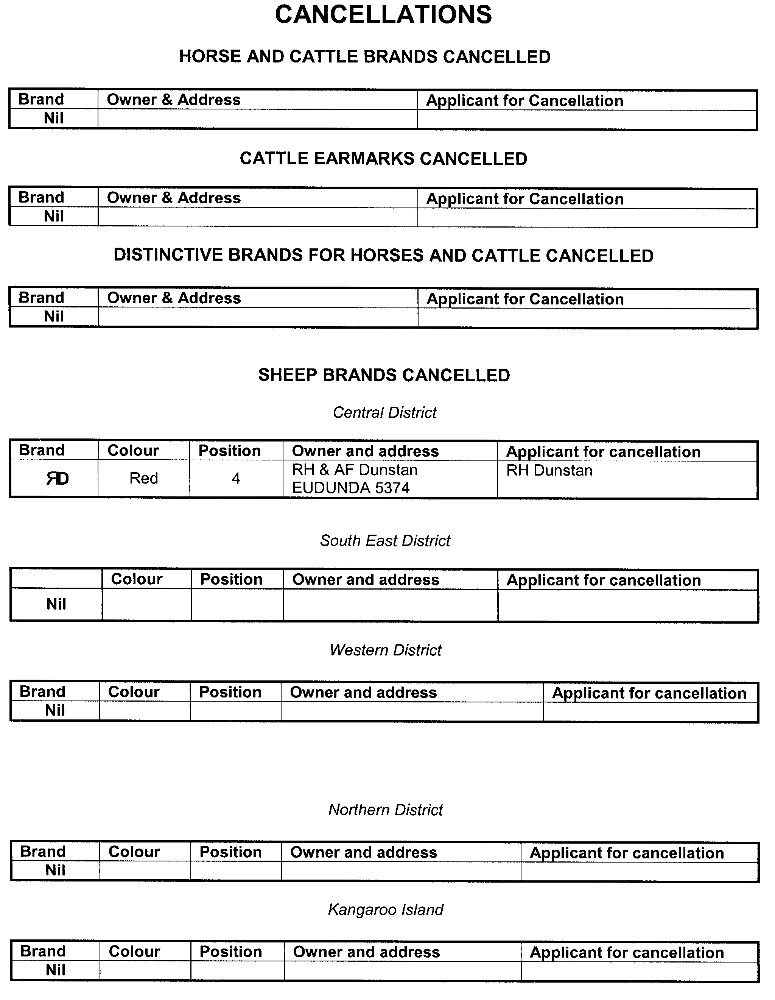 CANCELLATIONS
HORSE AND CATTLE BRANDS CANCELLED
Brand Owner & Address Applicant for Cancellation
Nil
CATTLE EARMARKS CANCELLED
Brand Owner & Address Applicant for Cancellation
Nil
DISTINCTIVE BRANDS FOR HORSES AND CATTLE CANCELLED
Brand Owner & Address Applicant for Cancellation
Nil
SHEEP BRANDS CANCELLED
Central District
Brand Colour Position Owner and address Applicant for cancellation
ЯD Red 4 RH & AF Dunstan RH Dunstan
EUDUNDA 5374
South East District
Colour Position Owner and address Applicant for cancellation
Nil
Western District
Brand Colour Position Owner and address Applicant for cancellation
Nil
Northern District
Brand Colour Position Owner and address Applicant for cancellation
Nil
Kangaroo Island
Brand Colour Position Owner and address Applicant for cancellation
Nil